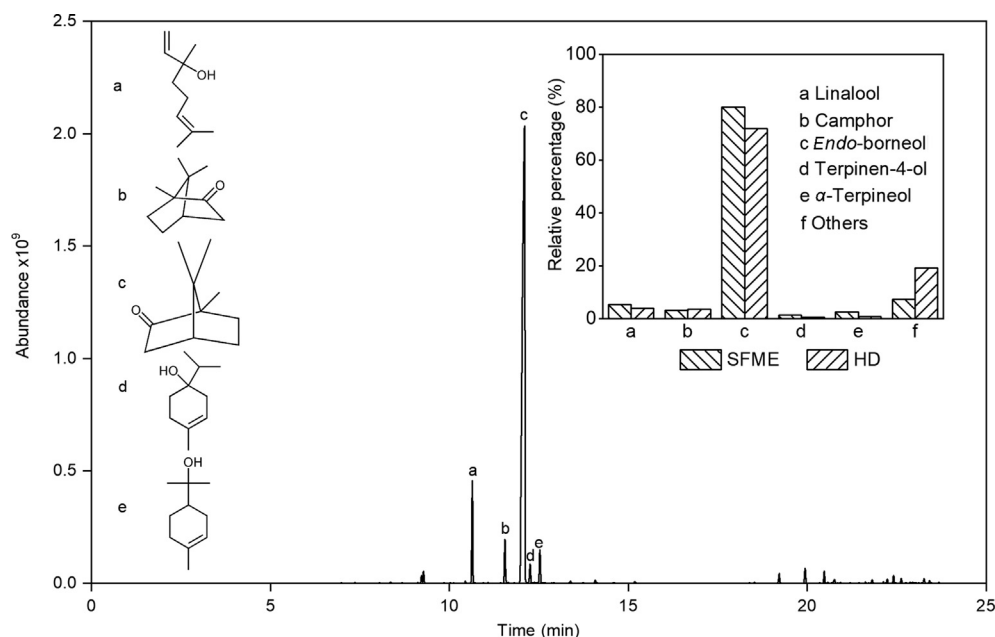 2.5
2.0
1.5
1.0
0.5
0.0
Abundance x10⁹
0
5
10
15
20
25
Time (min)
a
OH
b
O
c
O
d
HO
e
OH
a
b
c
d
e
100
80
60
40
20
0
Relative percentage (%)
a Linalool
b Camphor
c Endo-borneol
d Terpinen-4-ol
e α-Terpineol
f Others
a
b
c
d
e
f
SFME
HD